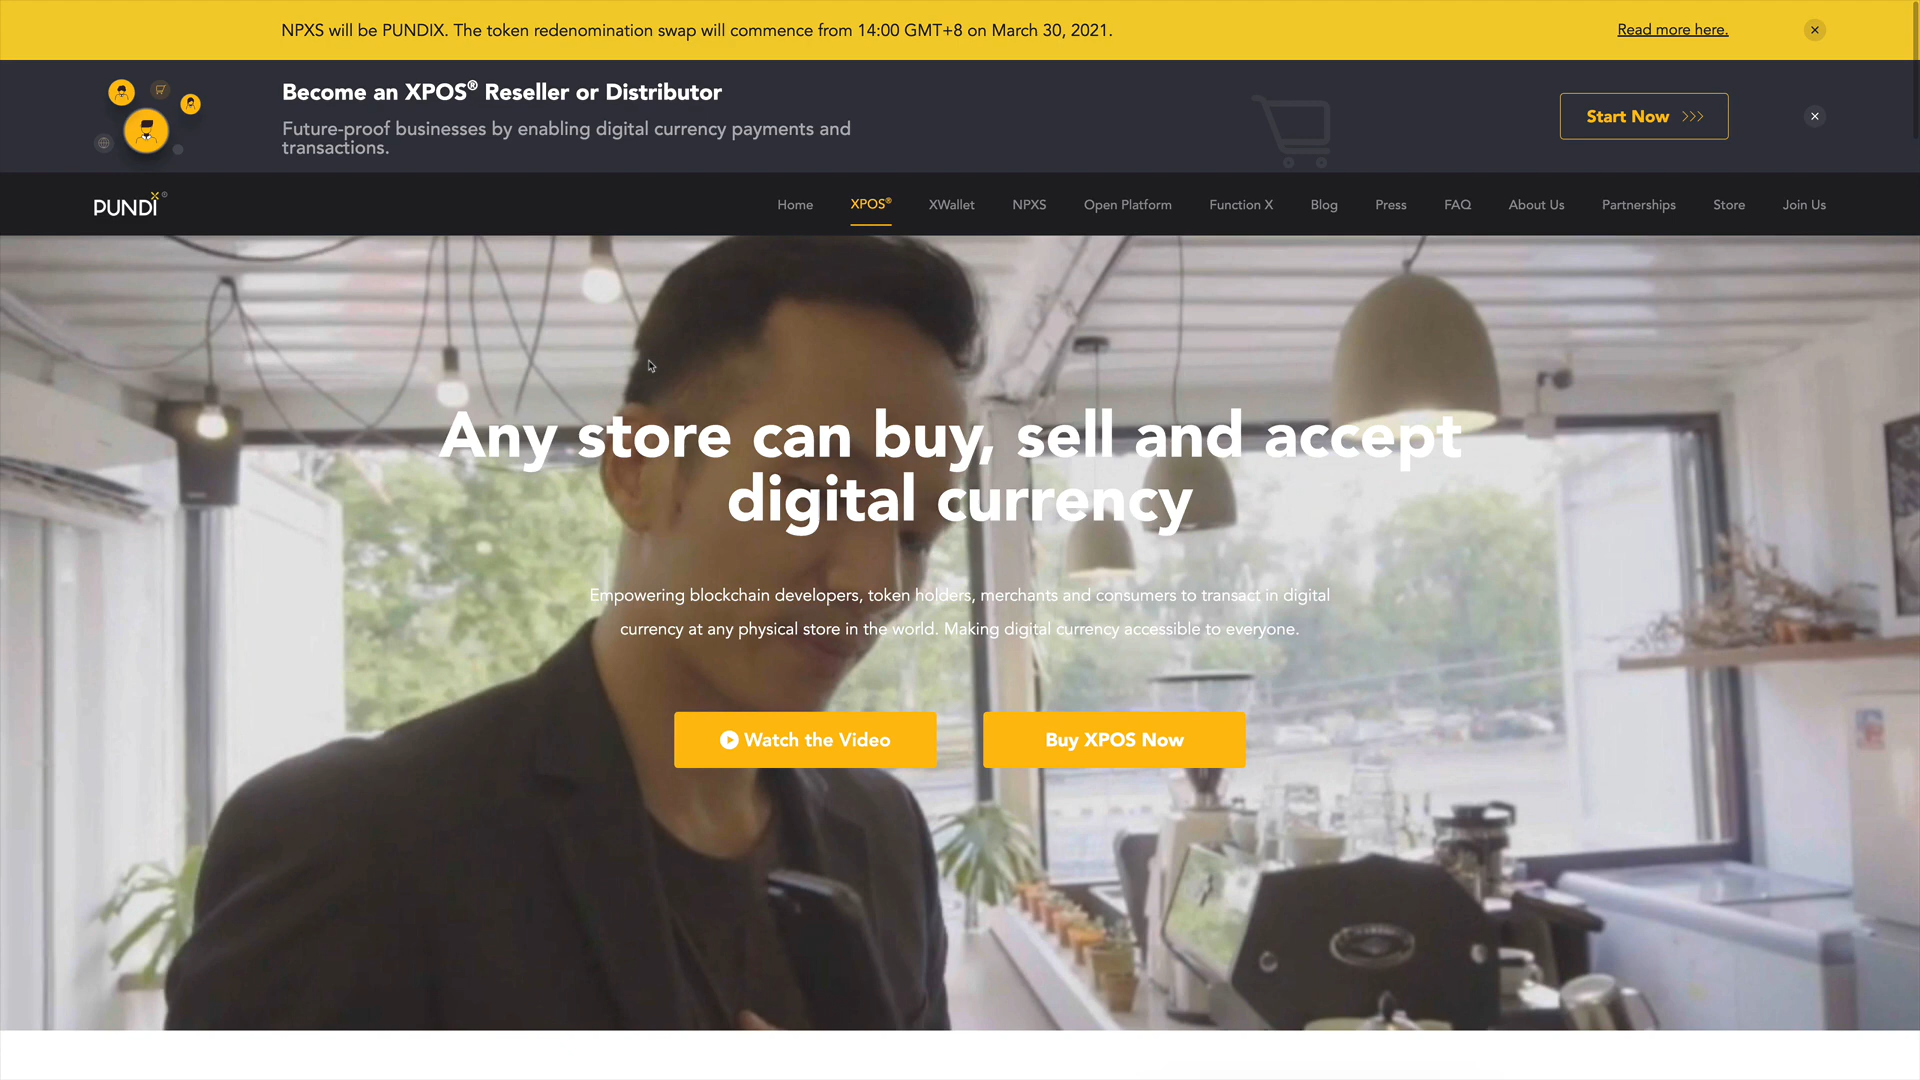 NPXS will be PUNDIX. The token redenomination swap will commence from 14:00 GMT+8 on March 30, 2021.
Read more here.
Become an XPOS® Reseller or Distributor
Future-proof businesses by enabling digital currency payments and
transactions.
Start Now
PUNDI X®
Home XPOS® XWallet NPXS Open Platform Function X Blog Press FAQ About Us Partnerships Store Join Us
Any store can buy, sell and accept
digital currency
Empowering blockchain developers, token holders, merchants and consumers to transact in digital
currency at any physical store in the world. Making digital currency accessible to everyone.
Watch the Video
Buy XPOS Now